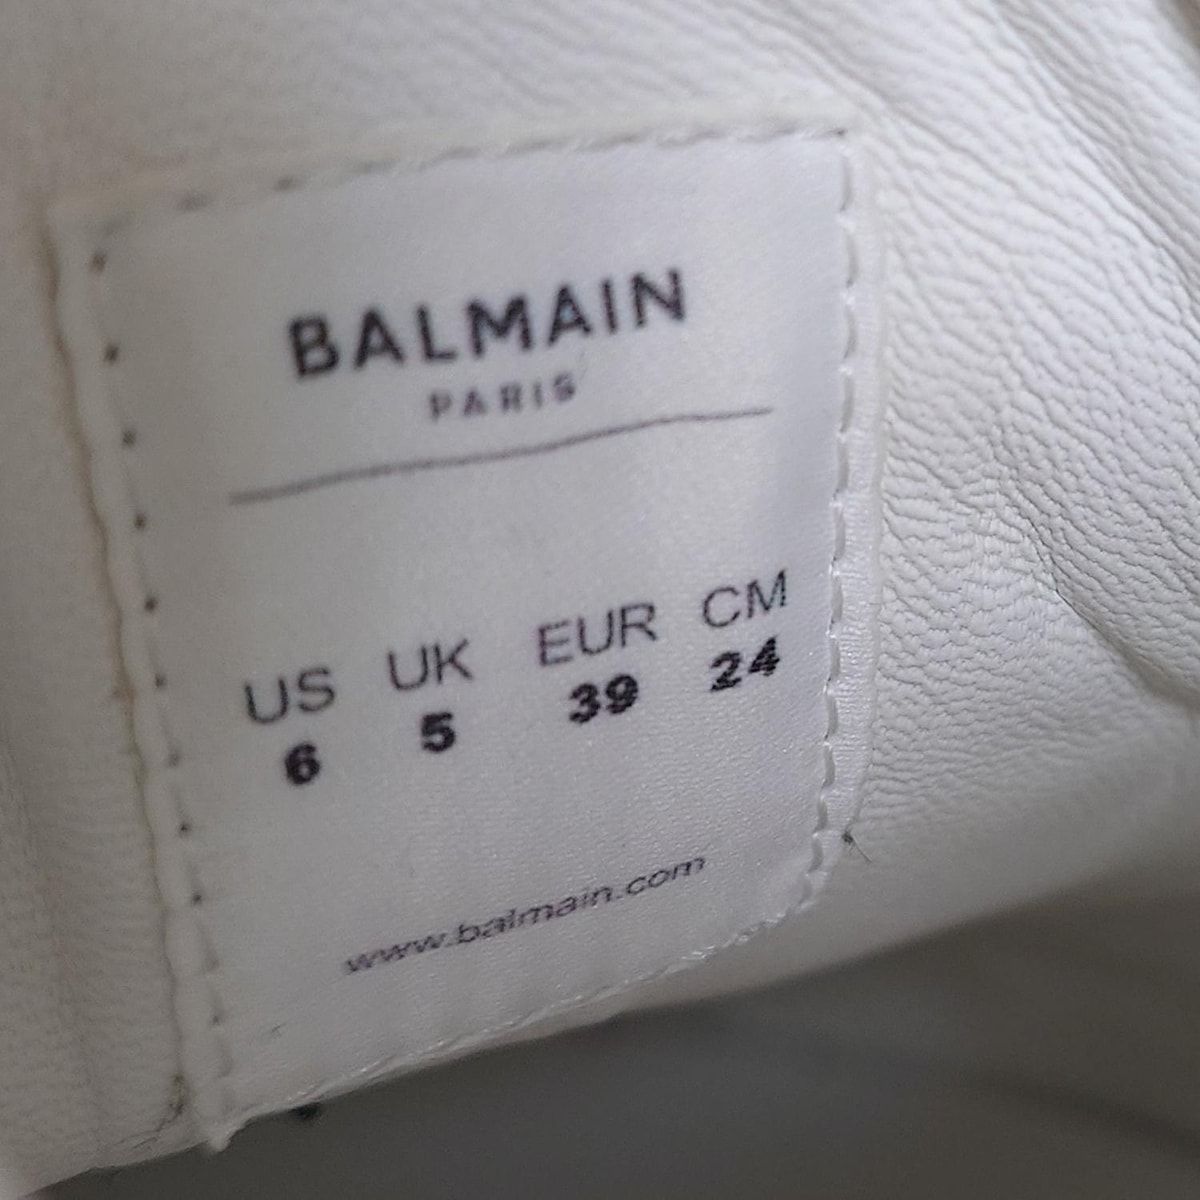 BALMAIN
PARIS
US UK EUR CM
6 5 39 24
www.balmain.com